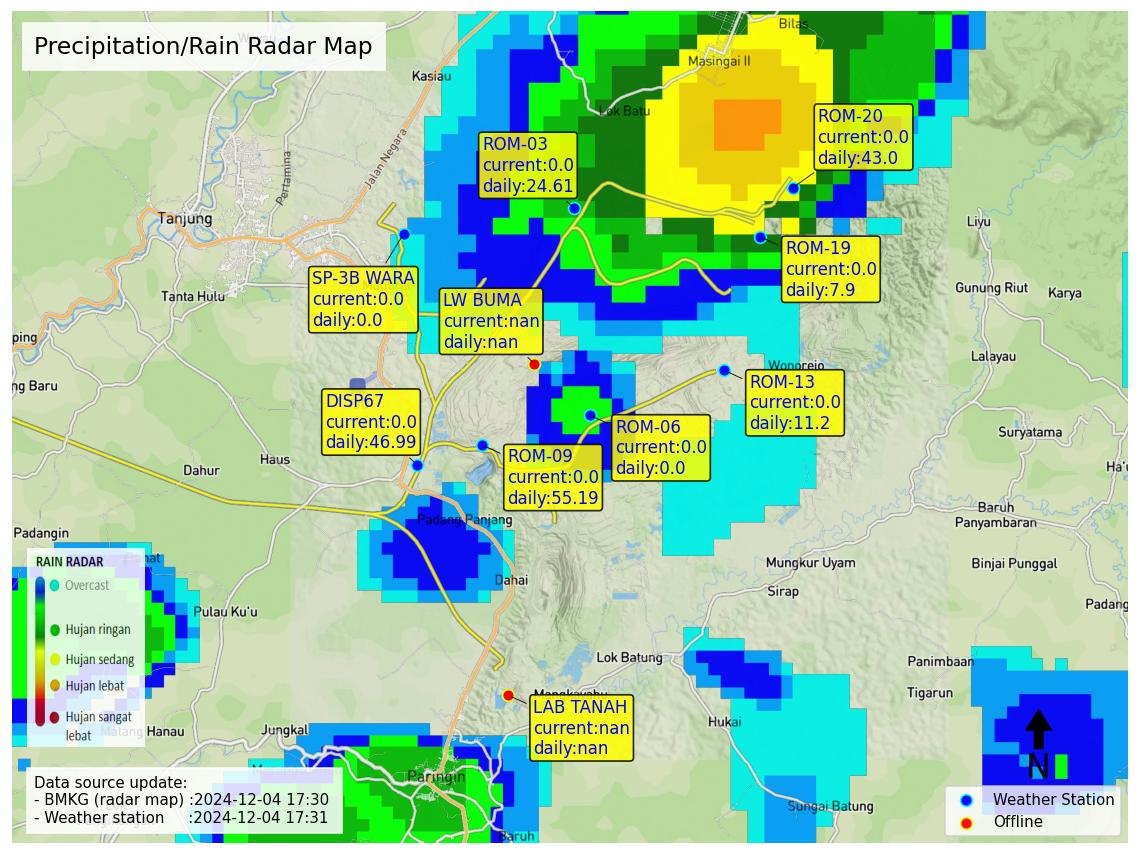 Precipitation/Rain Radar Map
Bilas
Masingai II
Kasiau
Lok Batu
Jalan Negara
Pertamina
ROM-20
current:0.0
daily:43.0
ROM-03
current:0.0
daily:24.61
Tanjung
Liyu
ROM-19
current:0.0
daily:7.9
SP-3B WARA
current:0.0
daily:0.0
Tanta Hulu
LW BUMA
current:nan
daily:nan
Gunung Riut
Karya
ping
Lalayau
Wonorejo
ng Baru
ROM-13
current:0.0
daily:11.2
DISP67
current:0.0
daily:46.99
ROM-06
current:0.0
daily:0.0
Suryatama
ROM-09
current:0.0
daily:55.19
Haus
Dahur
Ha'u
Baruh
Panyambaran
Padang Panjang
Padangin
RAIN RADAR
Overcast
Hujan ringan
Hujan sedang
Hujan lebat
Hujan sangat
lebat
Mungkur Uyam
Binjai Punggal
Dahai
Sirap
Padang
Pulau Ku'u
Lok Batung
Panimbaan
Tigarun
Mangkayahu
LAB TANAH
current:nan
daily:nan
Hukai
Matang Hanau
Jungkal
Paringin
N
Data source update:
- BMKG (radar map) :2024-12-04 17:30
- Weather station :2024-12-04 17:31
Sungai Batung
Baruh
Weather Station
Offline